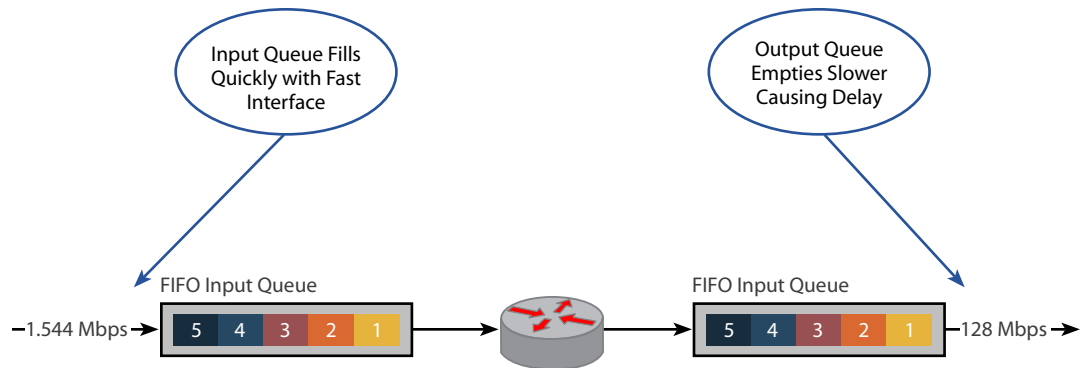 Input Queue Fills
Quickly with Fast
Interface
Output Queue
Empties Slower
Causing Delay
FIFO Input Queue
FIFO Input Queue
1.544 Mbps
5 4 3 2 1
5 4 3 2 1
128 Mbps